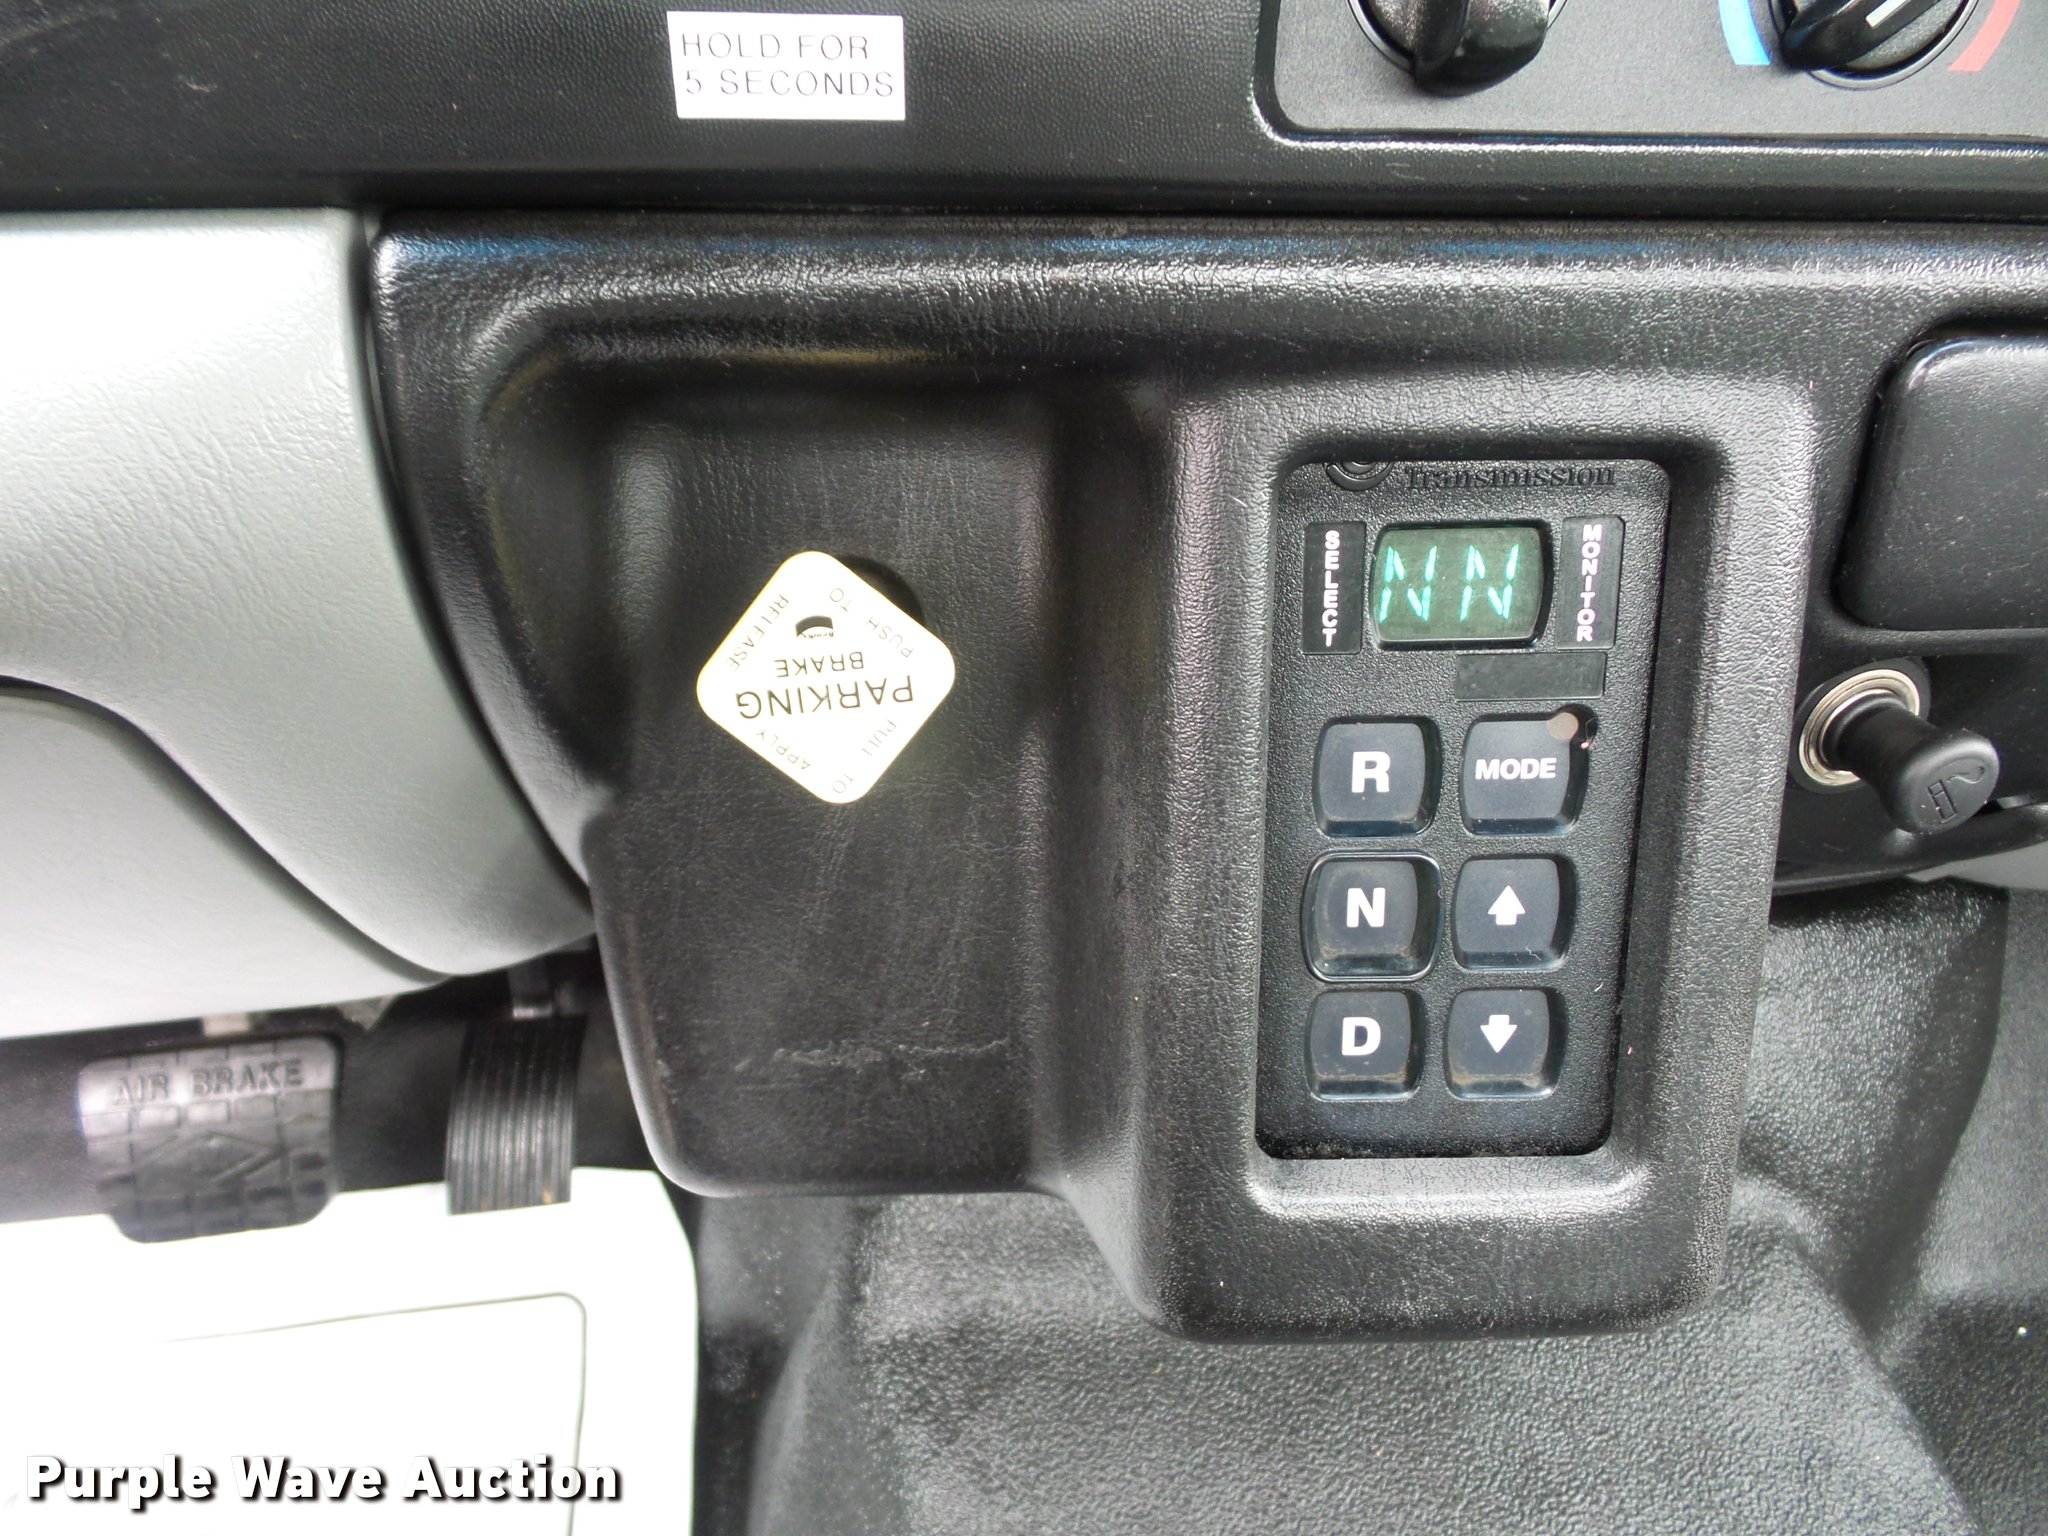 HOLD FOR
5 SECONDS
Transmission
SELECT
NN
MONITOR
PUSH TO
RELEASE
BRAKE
PARKING
PULL TO
APPLY
R
MODE
N
D
AIR BRAKE
Purple Wave Auction